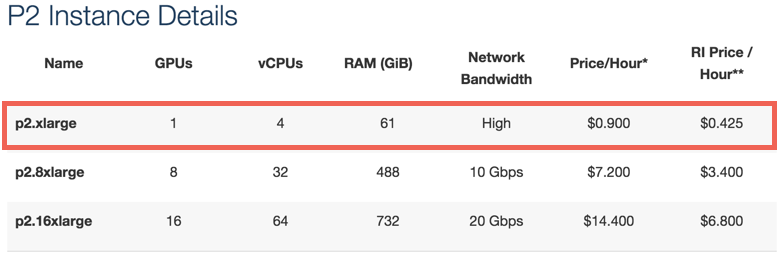 P2 Instance Details
Name GPUs vCPUs RAM (GiB) Network Bandwidth Price/Hour* RI Price / Hour**
p2.xlarge 1 4 61 High $0.900 $0.425
p2.8xlarge 8 32 488 10 Gbps $7.200 $3.400
p2.16xlarge 16 64 732 20 Gbps $14.400 $6.800